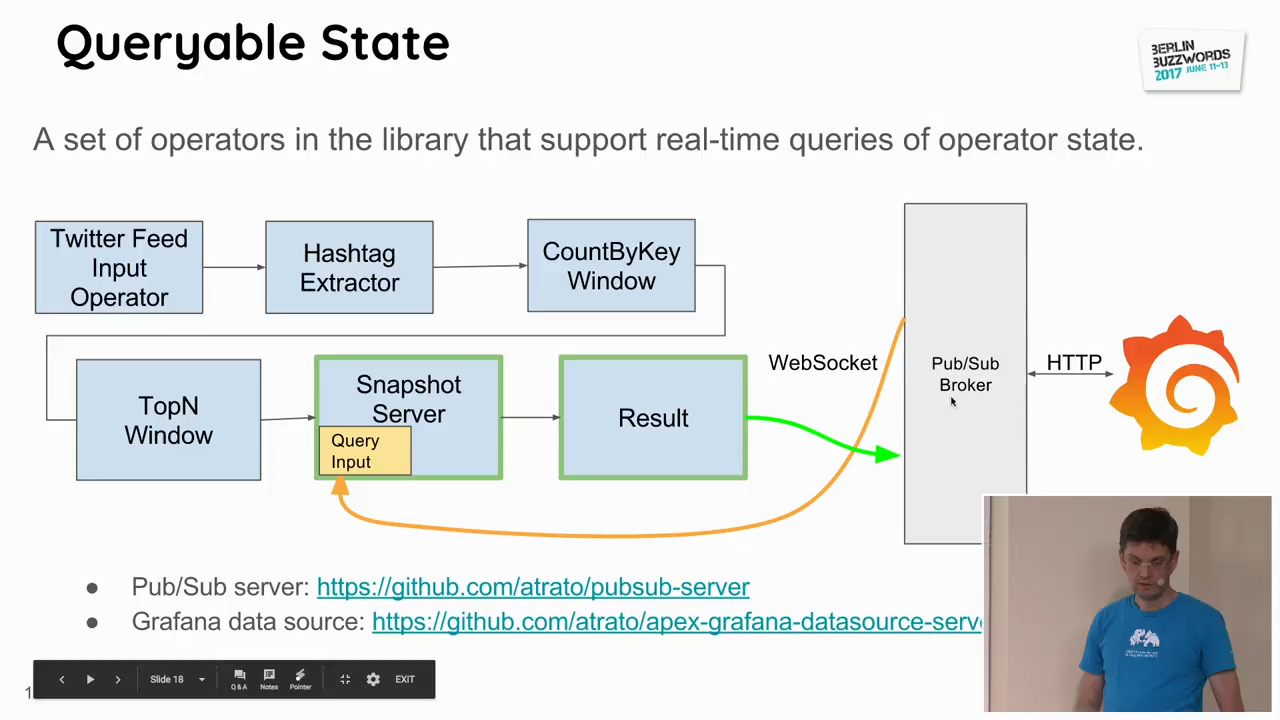 Queryable State
BERLIN
BUZZWORDS
2017 JUNE 11-13
A set of operators in the library that support real-time queries of operator state.
Twitter Feed
Input
Operator
Hashtag
Extractor
CountByKey
Window
TopN
Window
Snapshot
Server
Query
Input
Result
WebSocket
Pub/Sub
Broker
HTTP
● Pub/Sub server: https://github.com/atrato/pubsub-server
● Grafana data source: https://github.com/atrato/apex-grafana-datasource-serve
1
Slide 18
Q & A
Notes
Pointer
EXIT